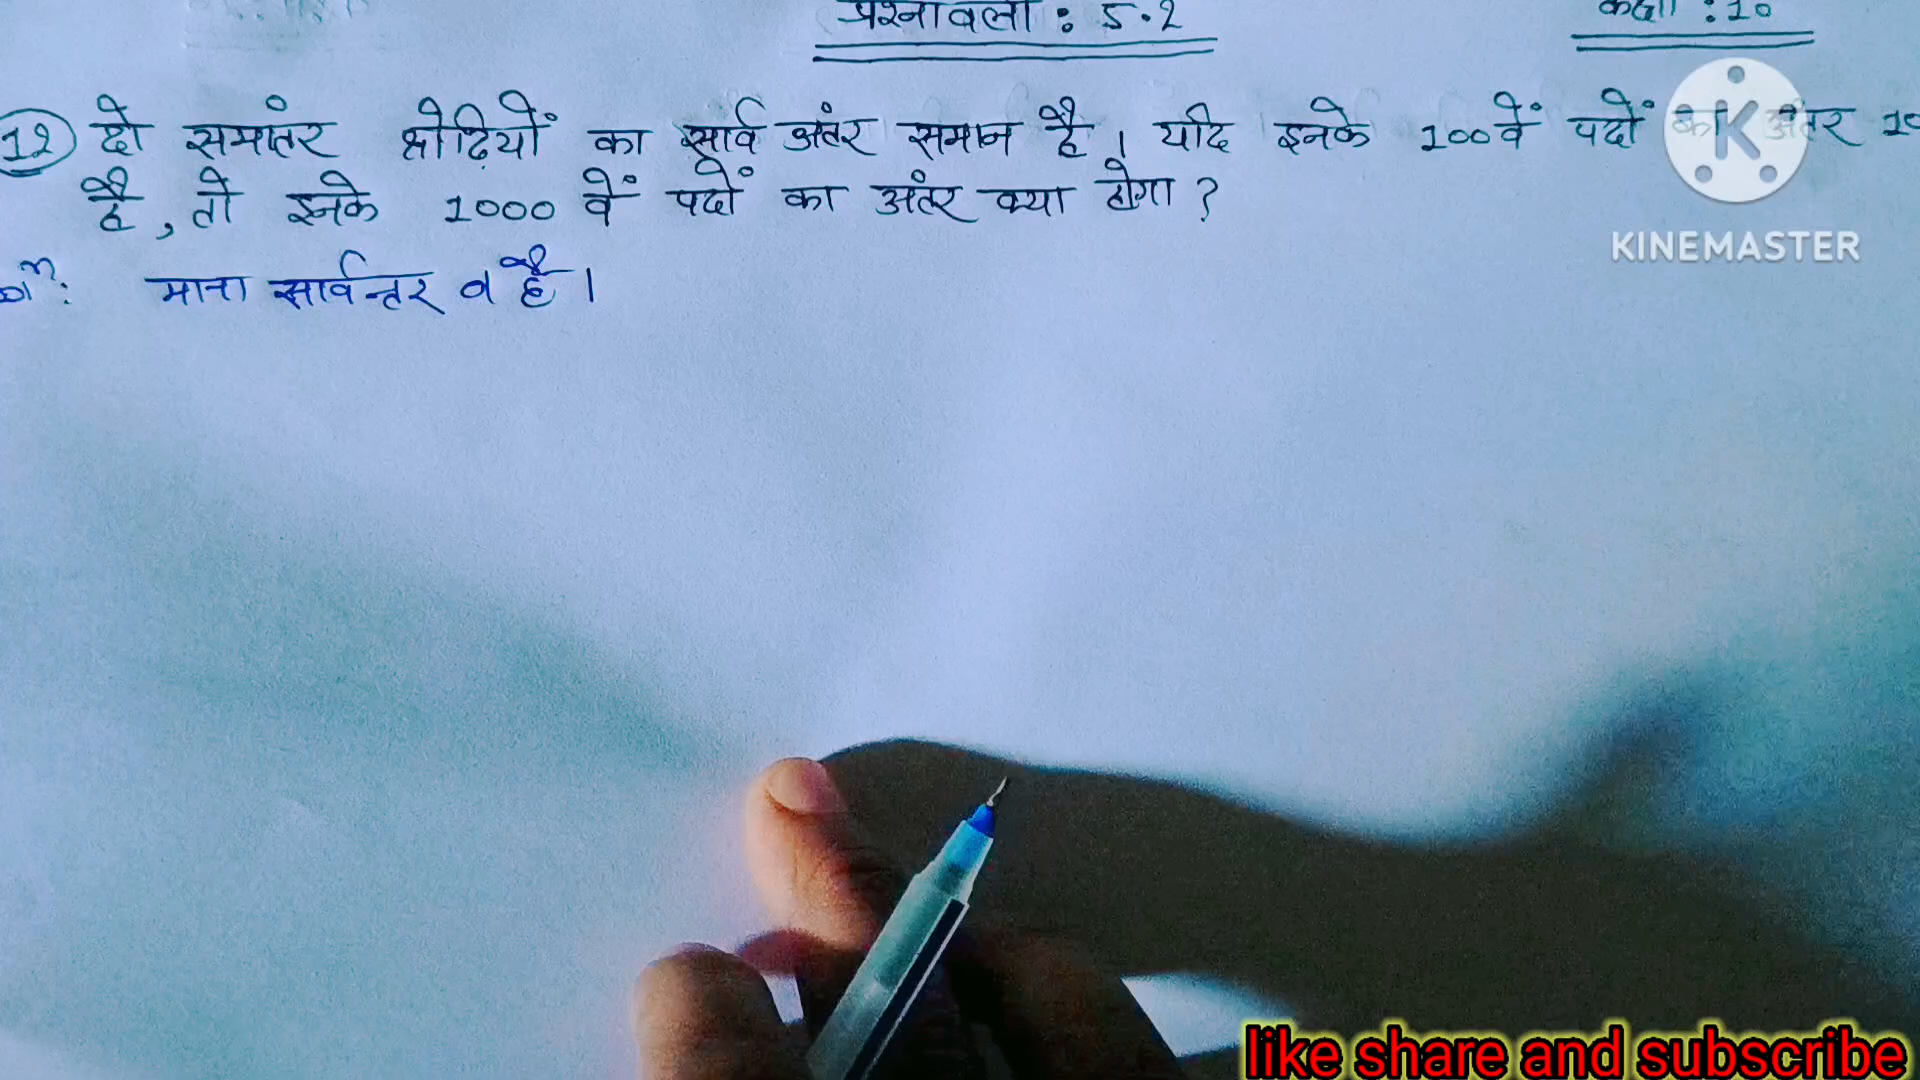 प्रश्नावली : 5.2
कक्षा : 10
12 दो समांतर श्रेढ़ियों का सार्व अंतर समान है । यदि इनके 100वें पदों का अंतर 10
है , तो इनके 1000 वें पदों का अंतर क्या होगा ?
माना सार्वन्तर d है ।
KINEMASTER
like share and subscribe